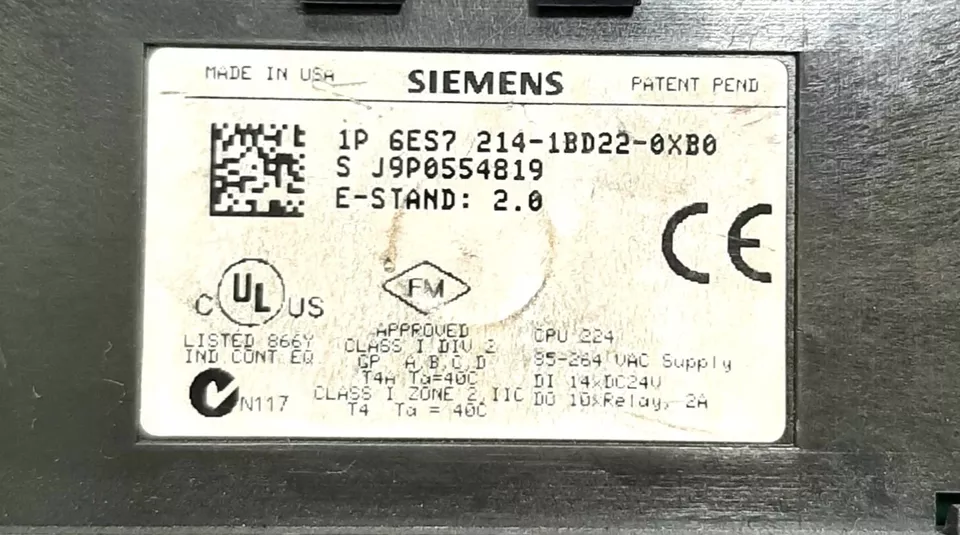 MADE IN USA
SIEMENS
PATENT PEND
1P 6ES7 214-1BD22-0XB0
S J9P0554819
E-STAND: 2.0
CE
C UL US
LISTED 866Y
IND CONT EQ
N117
FM
APPROVED
CLASS I DIV 2
GP A,B,C,D
T4A Ta=40C
CLASS I ZONE 2,IIC
T4 Ta = 40C
CPU 224
85-264 VAC Supply
DI 14xDC24V
DO 10xRelay, 2A